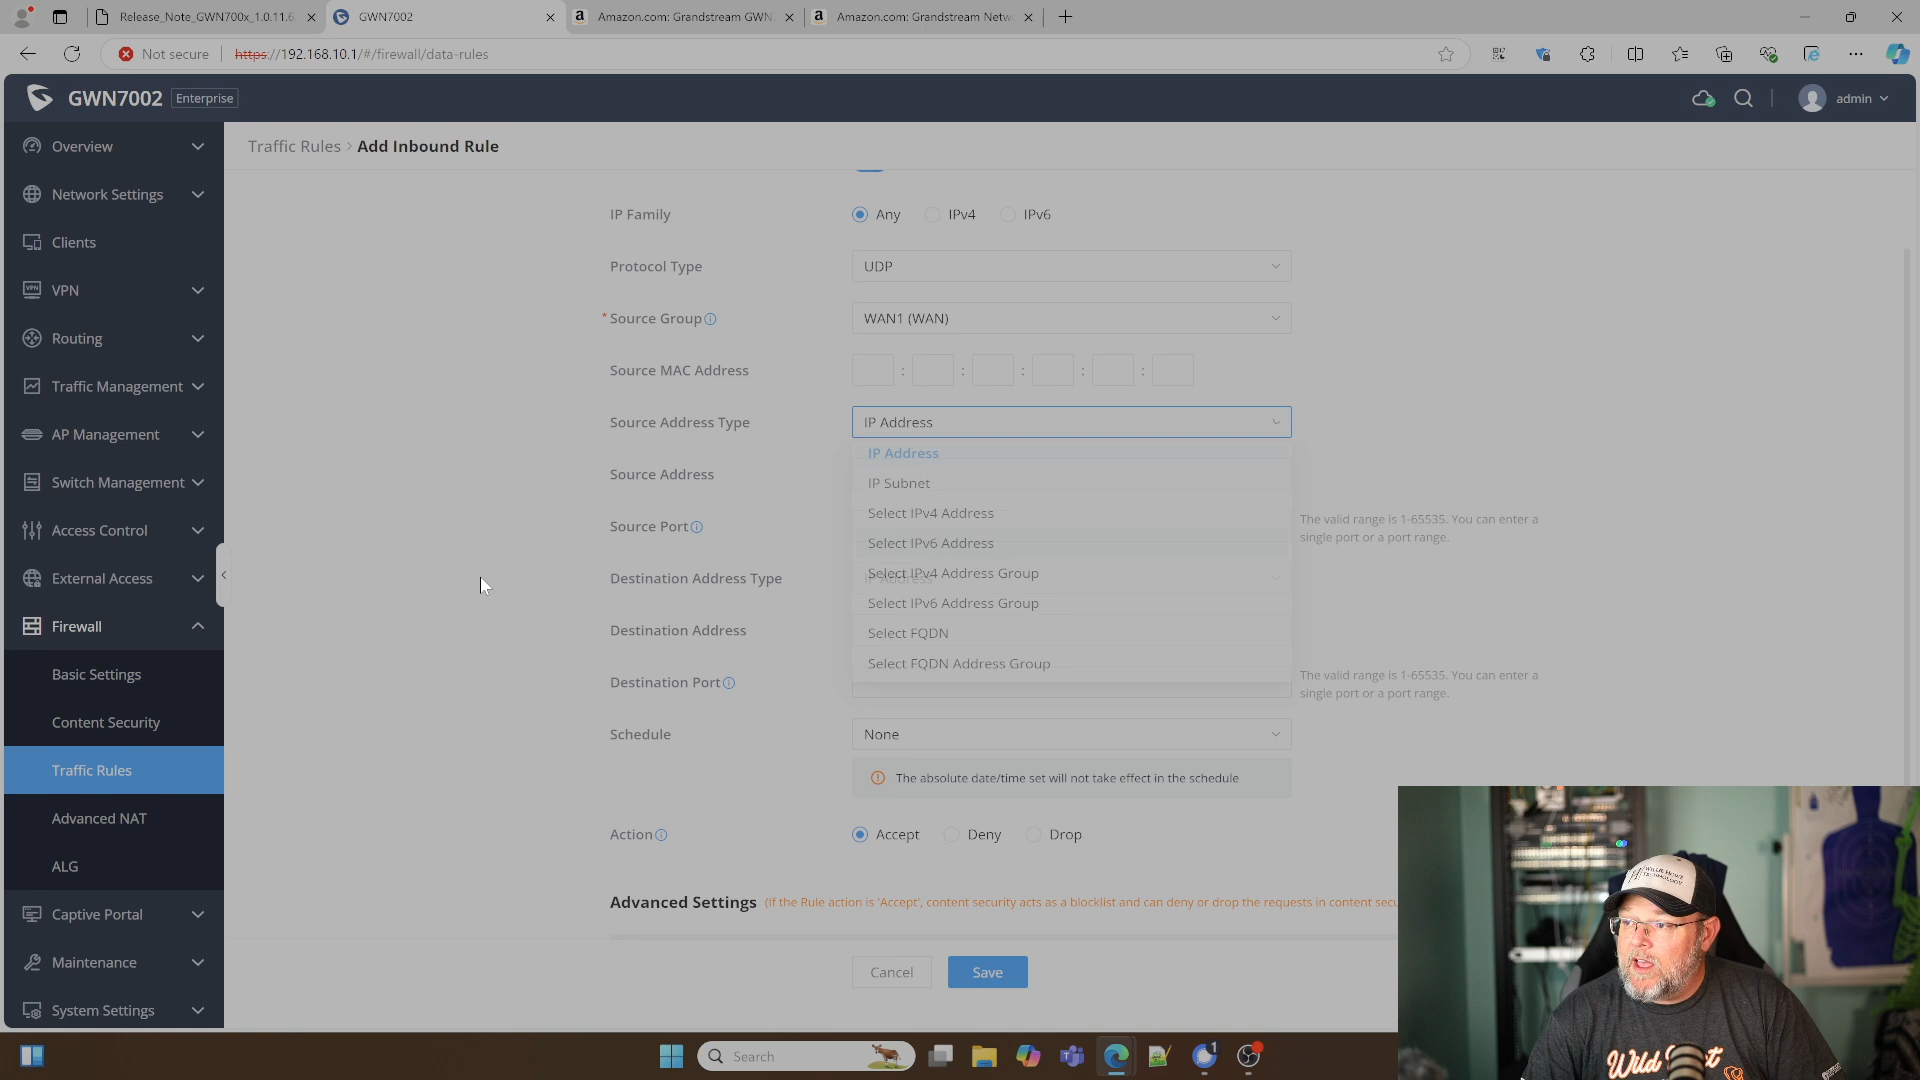 Release_Note_GWN700x_1.0.11.6
GWN7002
Amazon.com: Grandstream GWN
Amazon.com: Grandstream Netw
Not secure
https://192.168.10.1/#/firewall/data-rules
GWN7002 Enterprise
admin
Overview
Network Settings
Clients
VPN
Routing
Traffic Management
AP Management
Switch Management
Access Control
External Access
Firewall
Basic Settings
Content Security
Traffic Rules
Advanced NAT
ALG
Captive Portal
Maintenance
System Settings
Traffic Rules > Add Inbound Rule
IP Family
Any IPv4 IPv6
Protocol Type
UDP
* Source Group
WAN1 (WAN)
Source MAC Address
: : : : :
Source Address Type
IP Address
IP Address
Source Address
IP Subnet
Select IPv4 Address
Source Port
The valid range is 1-65535. You can enter a
single port or a port range.
Select IPv6 Address
Destination Address Type
Select IPv4 Address Group
IP Address
Select IPv6 Address Group
Destination Address
Select FQDN
Select FQDN Address Group
Destination Port
The valid range is 1-65535. You can enter a
single port or a port range.
Schedule
None
The absolute date/time set will not take effect in the schedule
Action
Accept Deny Drop
Advanced Settings (If the Rule action is 'Accept', content security acts as a blocklist and can deny or drop the requests in content secu
Cancel Save
Search
1
WILLIE HOWE
TECHNOLOGY
Wild